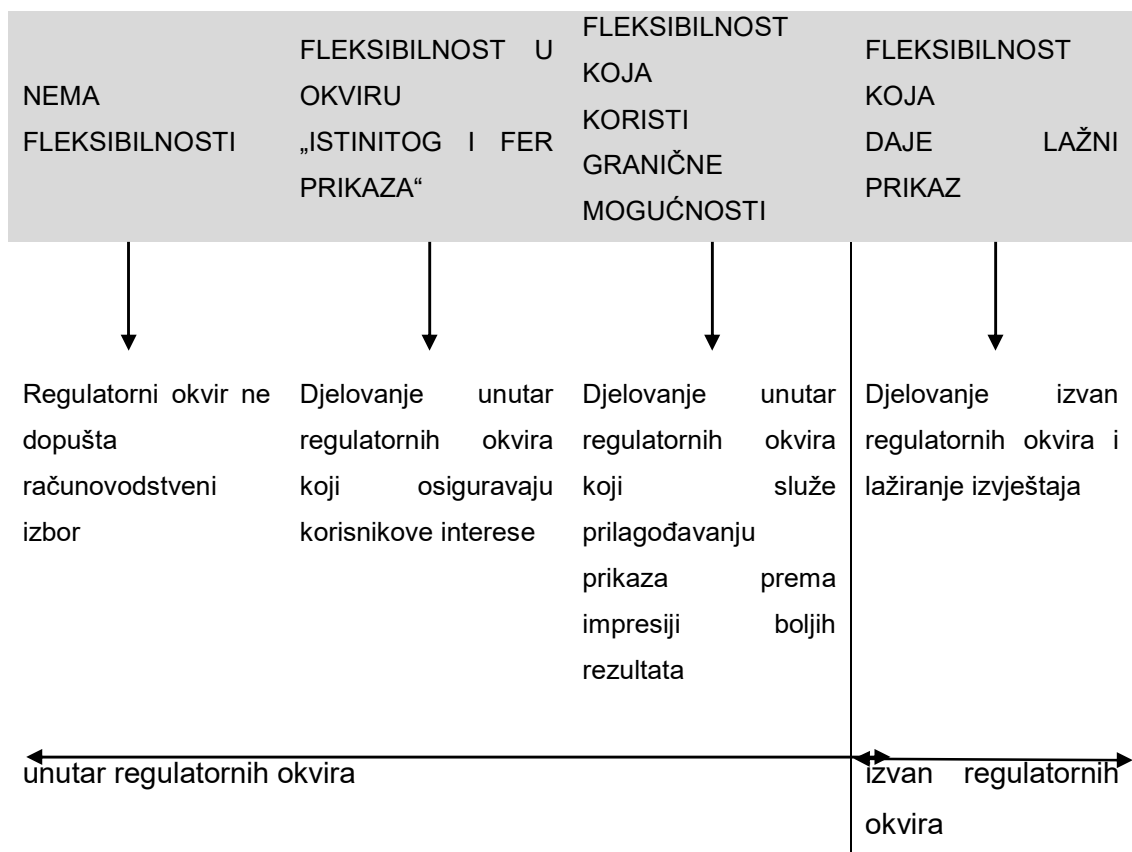 NEMA
FLEKSIBILNOSTI
FLEKSIBILNOST U
OKVIRU
„ISTINITOG I FER
PRIKAZA“
FLEKSIBILNOST
KOJA
KORISTI
GRANIČNE
MOGUĆNOSTI
FLEKSIBILNOST
KOJA
DAJE LAŽNI
PRIKAZ
Regulatorni okvir ne
dopušta
računovodstveni
izbor
Djelovanje unutar
regulatornih okvira
koji osiguravaju
korisnikove interese
Djelovanje unutar
regulatornih okvira
koji služe
prilagođavanju
prikaza prema
impresiji boljih
rezultata
Djelovanje izvan
regulatornih okvira i
lažiranje izvještaja
unutar regulatornih okvira
izvan regulatornih
okvira